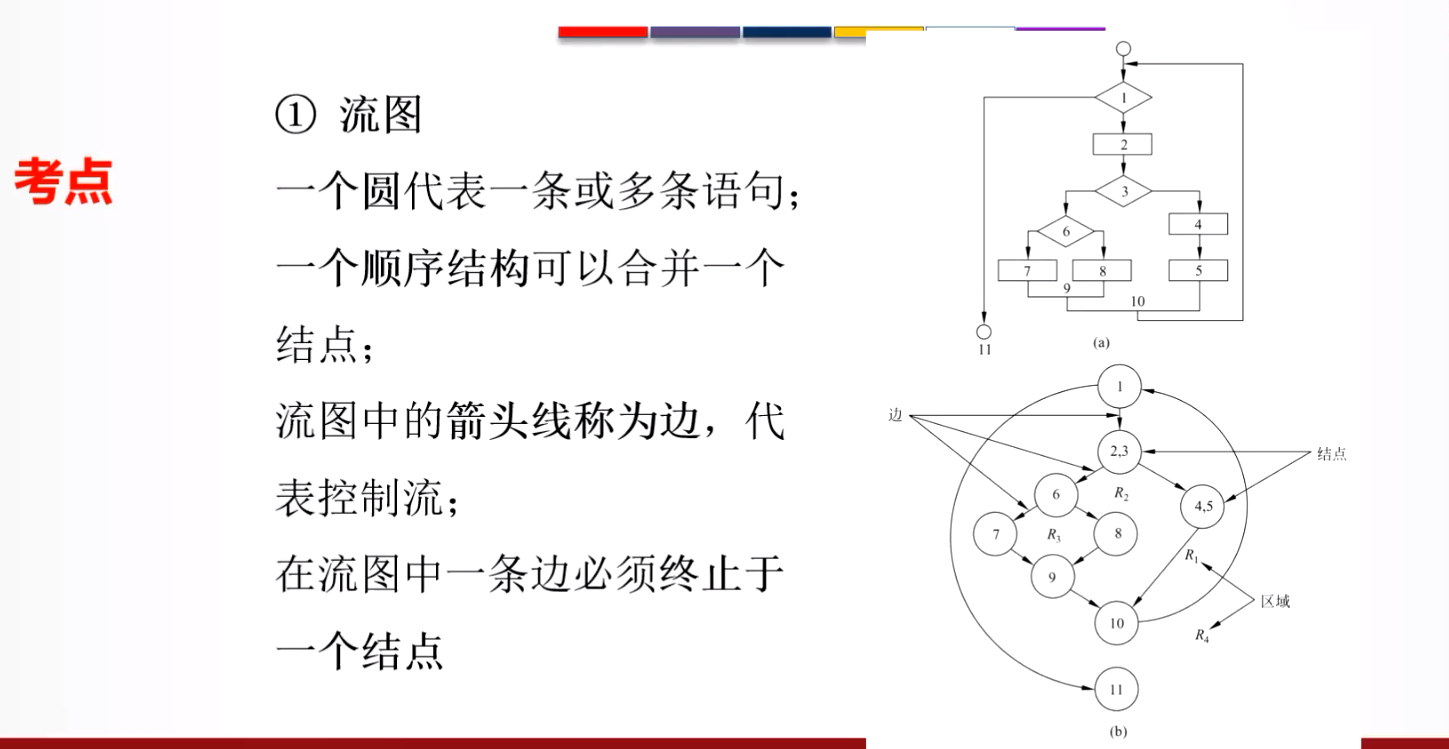 考点
① 流图
一个圆代表一条或多条语句；
一个顺序结构可以合并一个
结点；
流图中的箭头线称为边，代
表控制流；
在流图中一条边必须终止于
一个结点
1
2
3
6
4
7
8
5
9
10
11
(a)
1
边
2,3
结点
6
R2
4,5
7
R3
8
R1
9
区域
10
R4
11
(b)